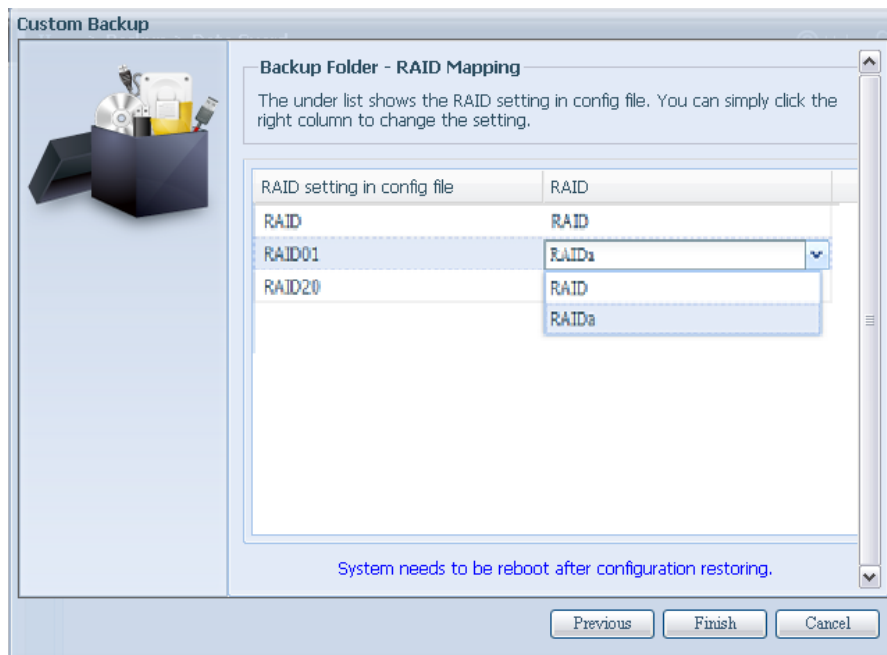 Custom Backup
Backup Folder - RAID Mapping
The under list shows the RAID setting in config file. You can simply click the
right column to change the setting.
RAID setting in config file RAID
RAID RAID
RAID01 RAIDa
RAID20 RAID
RAIDa
System needs to be reboot after configuration restoring.
Previous Finish Cancel